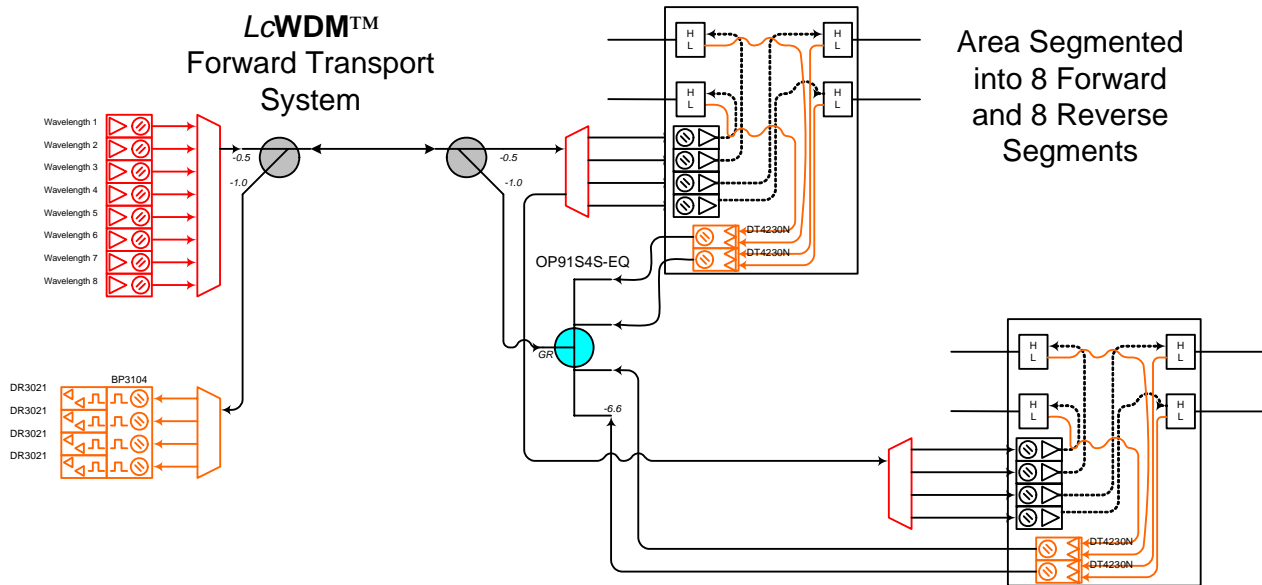 LcWDM™
Forward Transport
System
Area Segmented
into 8 Forward
and 8 Reverse
Segments
Wavelength 1
Wavelength 2
Wavelength 3
Wavelength 4
Wavelength 5
Wavelength 6
Wavelength 7
Wavelength 8
-0.5
-1.0
-0.5
-1.0
H
L
H
L
H
L
H
L
DT4230N
DT4230N
OP91S4S-EQ
GR
-6.6
BP3104
DR3021
DR3021
DR3021
DR3021
H
L
H
L
H
L
H
L
DT4230N
DT4230N